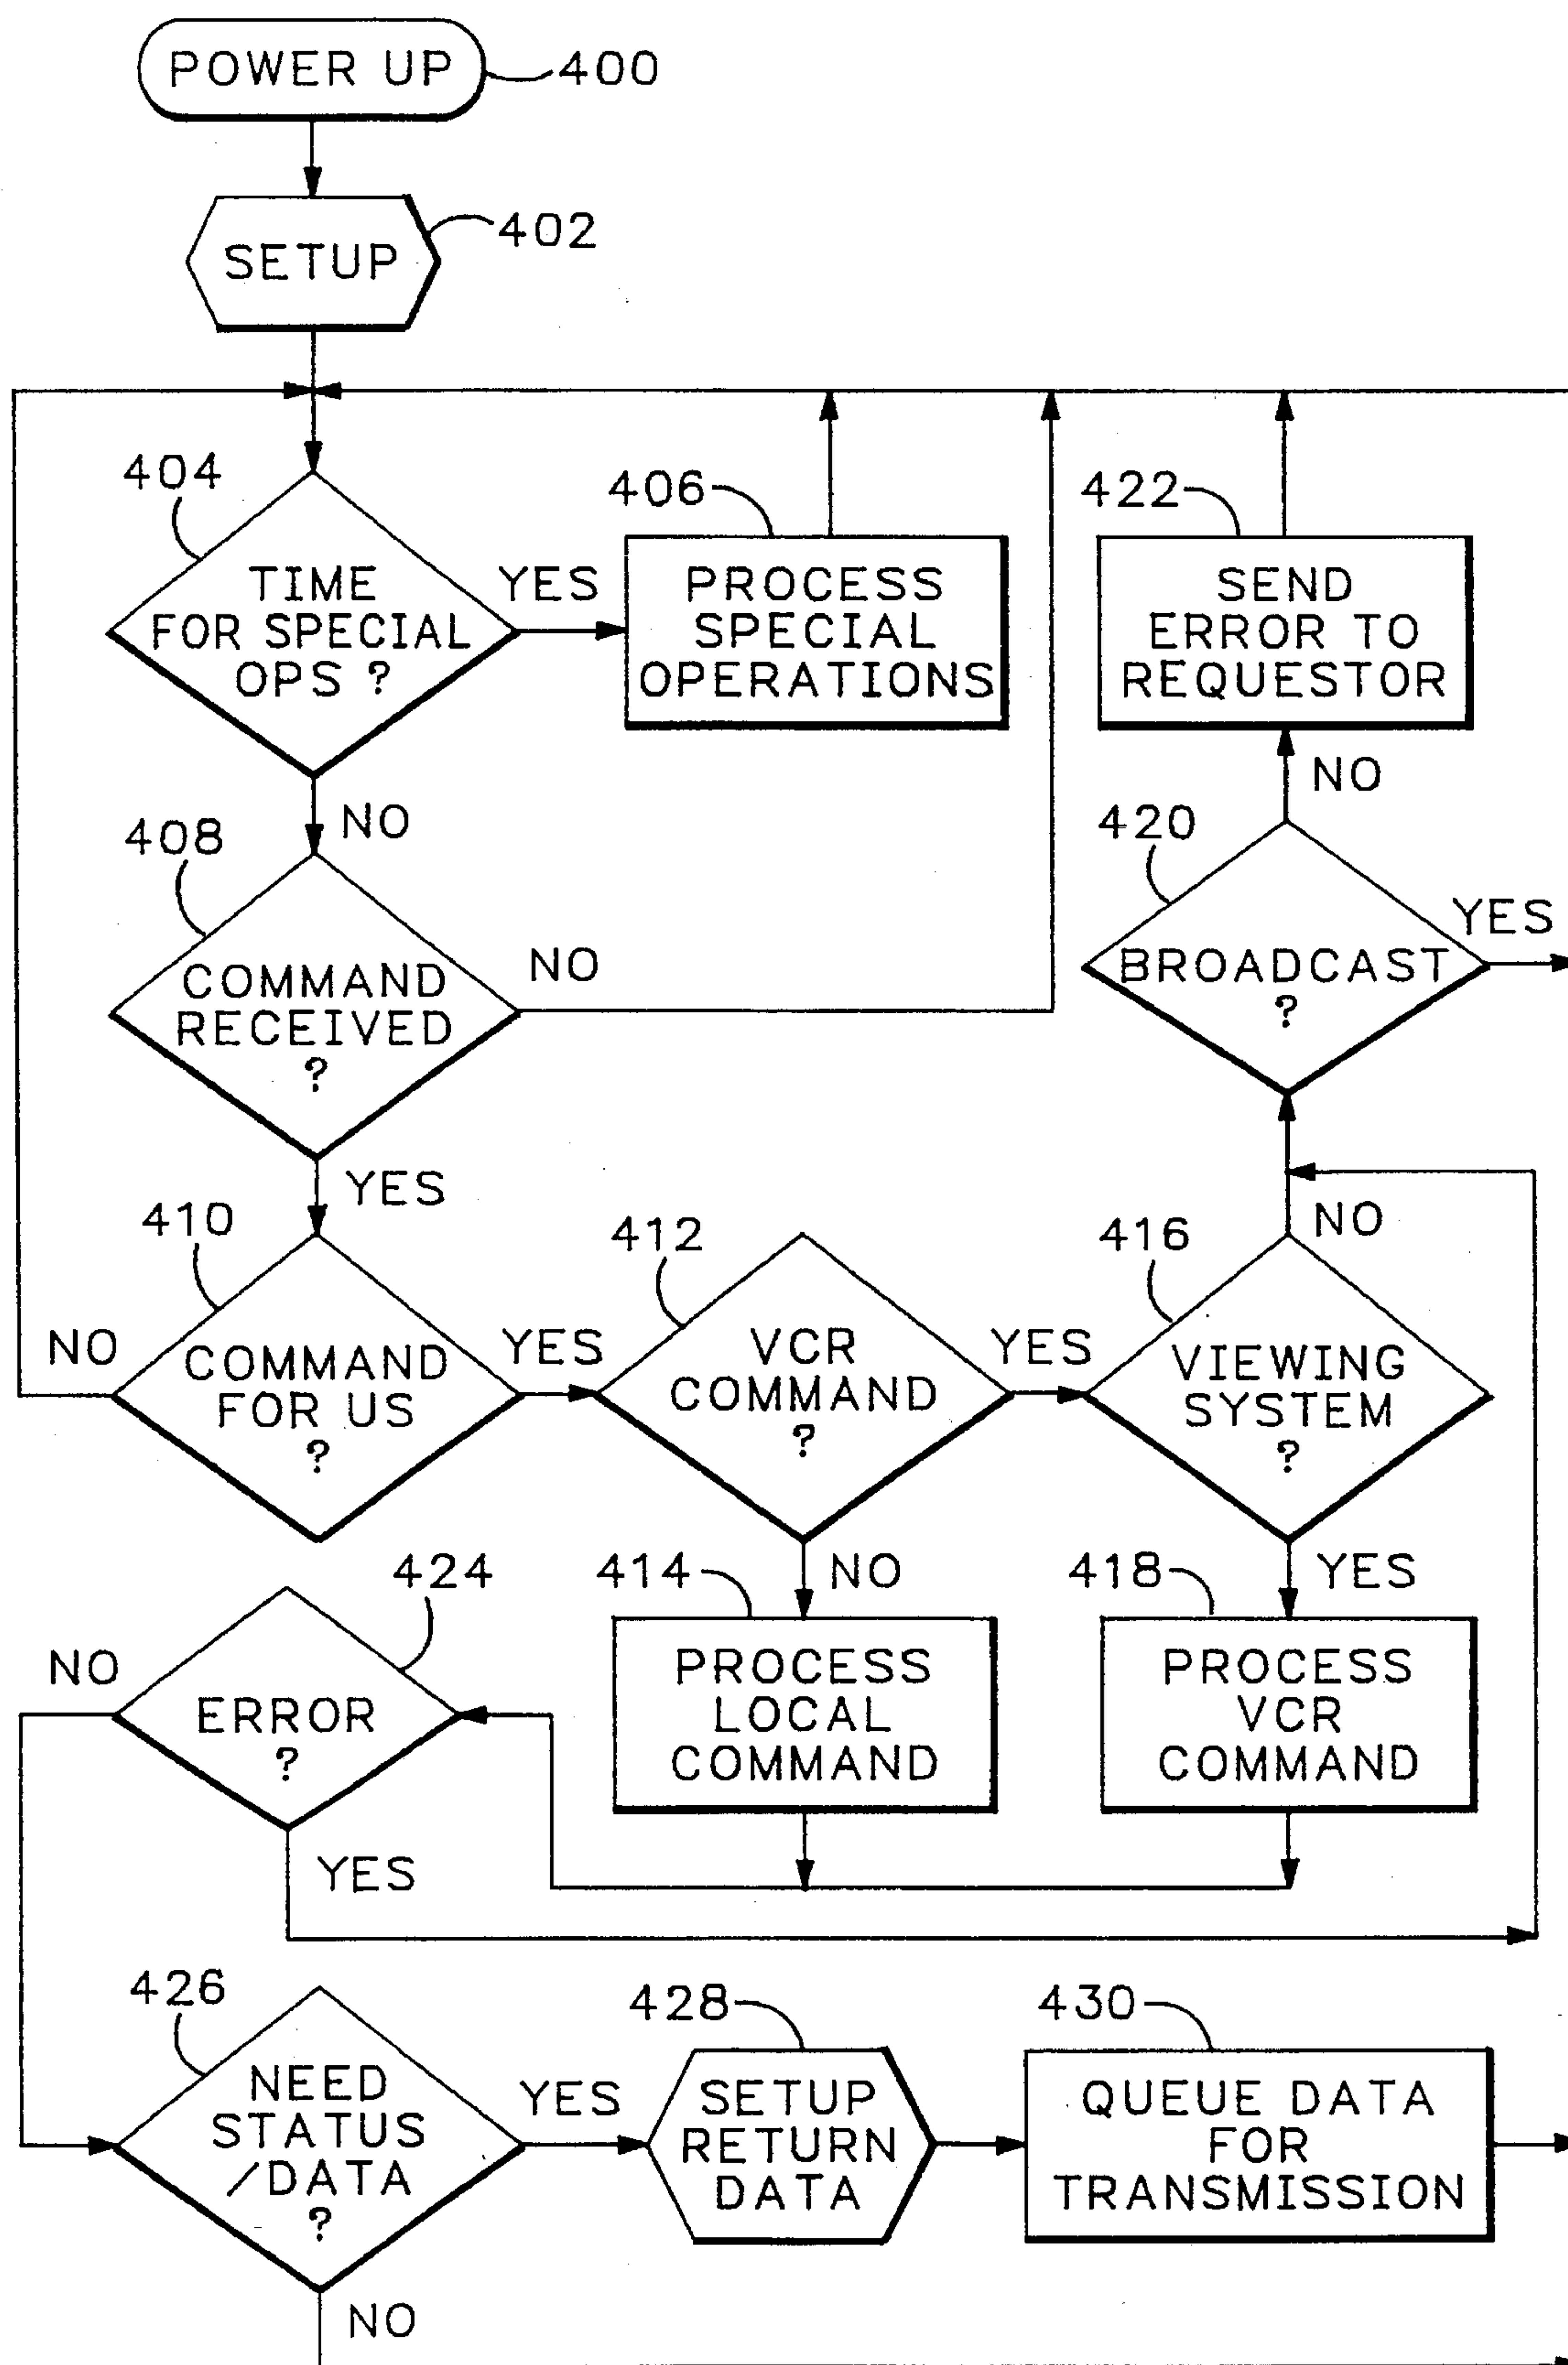 POWER UP
400
SETUP
402
404
TIME
FOR SPECIAL
OPS ?
YES
NO
406
PROCESS
SPECIAL
OPERATIONS
422
SEND
ERROR TO
REQUESTOR
NO
408
COMMAND
RECEIVED
?
NO
YES
420
BROADCAST
?
YES
410
COMMAND
FOR US
?
NO
YES
412
VCR
COMMAND
?
YES
NO
416
VIEWING
SYSTEM
?
NO
YES
424
ERROR
?
NO
YES
414
PROCESS
LOCAL
COMMAND
418
PROCESS
VCR
COMMAND
426
NEED
STATUS
/DATA
?
YES
NO
428
SETUP
RETURN
DATA
430
QUEUE DATA
FOR
TRANSMISSION